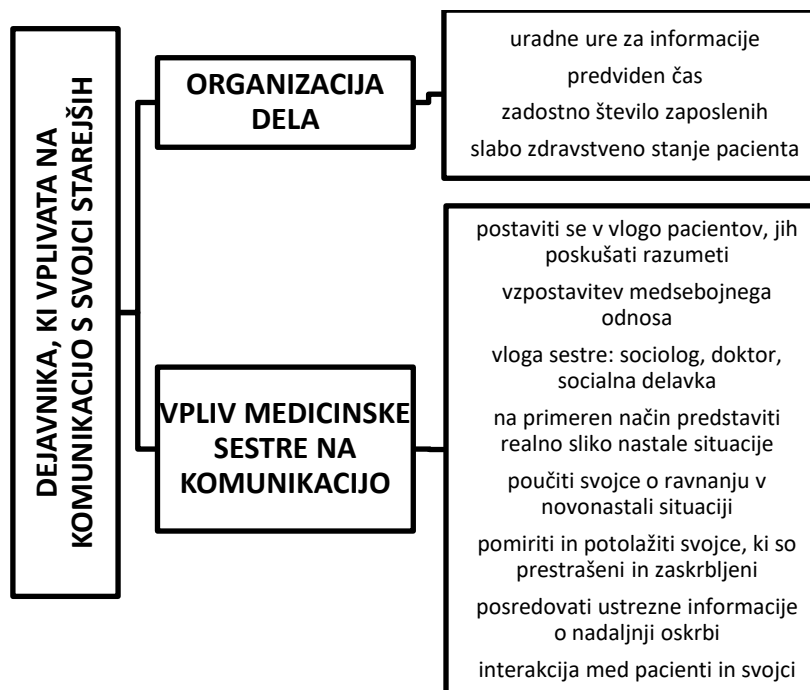 DEJAVNIKA, KI VPLIVATA NA
KOMUNIKACIJO S SVOJCI STAREJŠIH
ORGANIZACIJA
DELA
uradne ure za informacije
predviden čas
zadostno število zaposlenih
slabo zdravstveno stanje pacienta
VPLIV MEDICINSKE
SESTRE NA
KOMUNIKACIJO
postaviti se v vlogo pacientov, jih
poskušati razumeti
vzpostavitev medsebojnega
odnosa
vloga sestre: sociolog, doktor,
socialna delavka
na primeren način predstaviti
realno sliko nastale situacije
poučiti svojce o ravnanju v
novonastali situaciji
pomiriti in potolažiti svojce, ki so
prestrašeni in zaskrbljeni
posredovati ustrezne informacije
o nadaljnji oskrbi
interakcija med pacienti in svojci